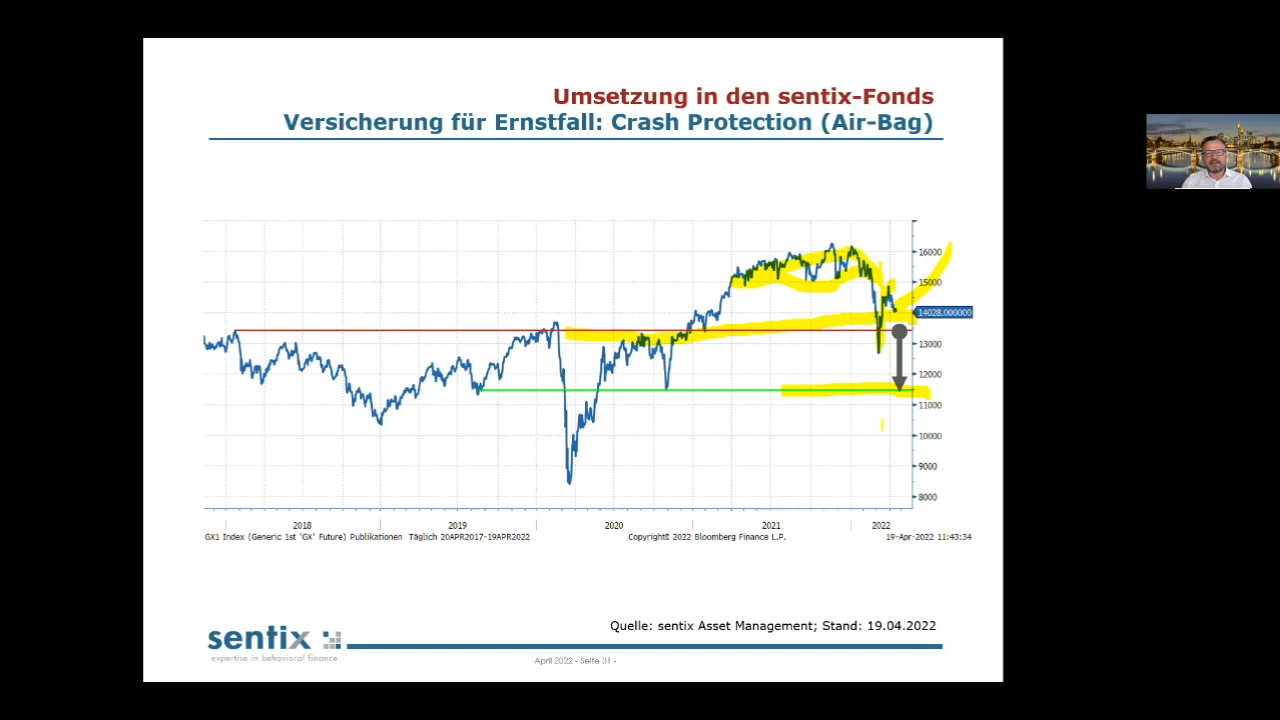 Umsetzung in den sentix-Fonds
Versicherung für Ernstfall: Crash Protection (Air-Bag)
16000
15000
14028.000000
13000
12000
11000
10000
9000
8000
2018 2019 2020 2021 2022
GX1 Index (Generic 1st 'GX' Future) Publikationen Täglich 20APR2017-19APR2022 Copyright© 2022 Bloomberg Finance L.P. 19-Apr-2022 11:43:34
Quelle: sentix Asset Management; Stand: 19.04.2022
sentix
expertise in behavioral finance
April 2022 - Seite 31 -